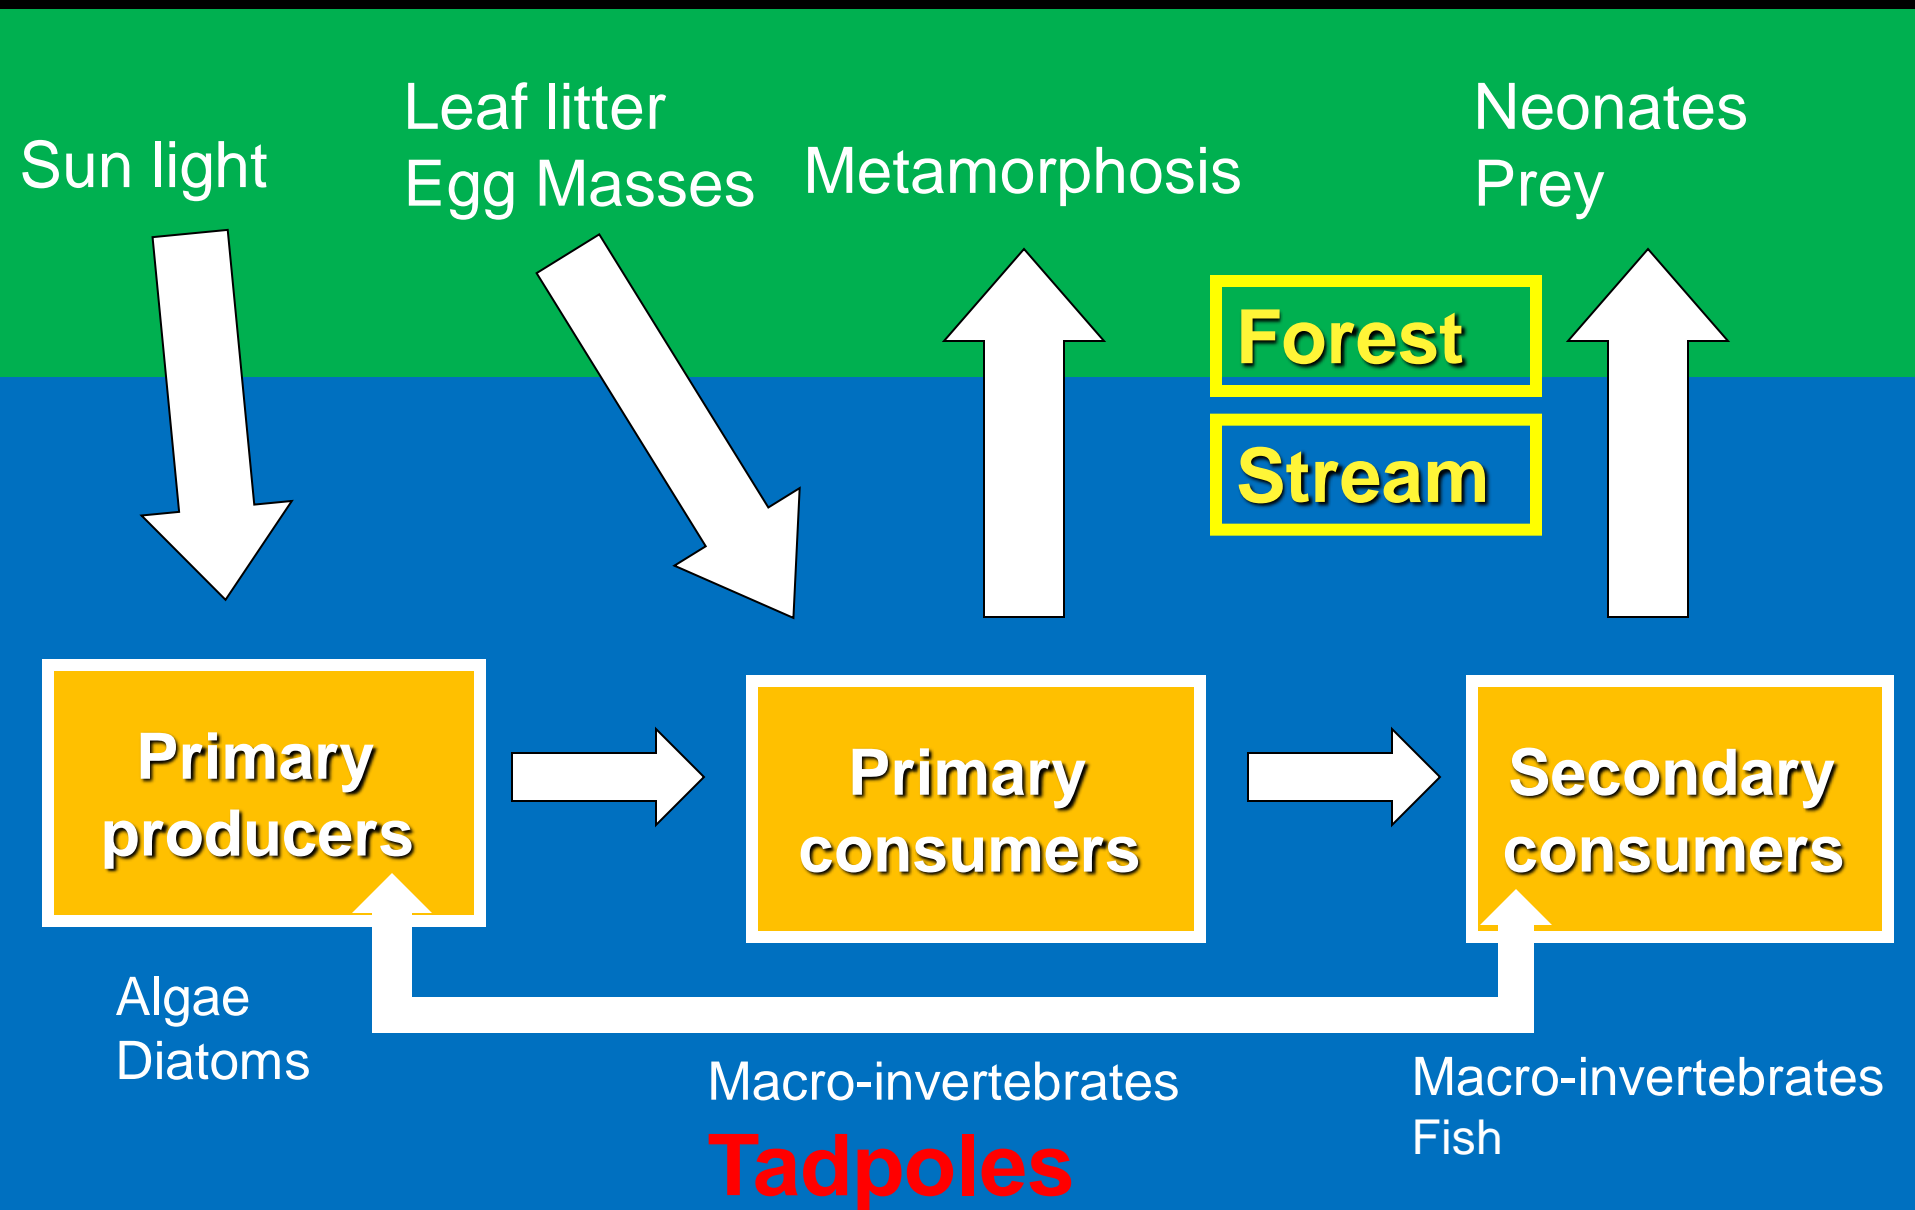 Sun light
Leaf litter
Egg Masses
Metamorphosis
Neonates
Prey
Forest
Stream
Primary
producers
Primary
consumers
Secondary
consumers
Algae
Diatoms
Macro-invertebrates
Tadpoles
Macro-invertebrates
Fish